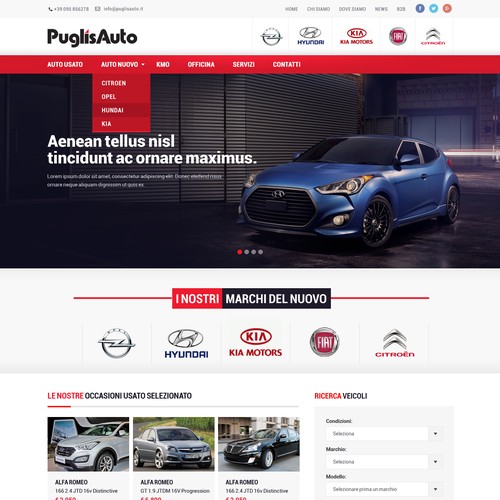 +39 095 856278 info@puglisauto.it HOME CHI SIAMO DOVE SIAMO NEWS B2B
PuglisAuto
OPEL HYUNDAI KIA MOTORS FIAT CITROËN
AUTO USATO AUTO NUOVO KM0 OFFICINA SERVIZI CONTATTI
CITROEN
OPEL
HUNDAI
KIA
Aenean tellus nisl
tincidunt ac ornare maximus.
Lorem ipsum dolor sit amet, consectetur adipiscing elit. Donec eleifend risus
ornare neque aliquam, dignissim quis ex.
I NOSTRI MARCHI DEL NUOVO
HYUNDAI KIA KIA MOTORS FIAT CITROËN
LE NOSTRE OCCASIONI USATO SELEZIONATO
RICERCA VEICOLI
Condizioni:
Seleziona
Marchio:
Seleziona
Modello:
Selezionare prima un marchio
ALFA ROMEO ALFA ROMEO ALFA ROMEO
166 2.4 JTD 16v Distinctive GT 1.9 JTDM 16V Progression 166 2.4 JTD 16v Distinctive